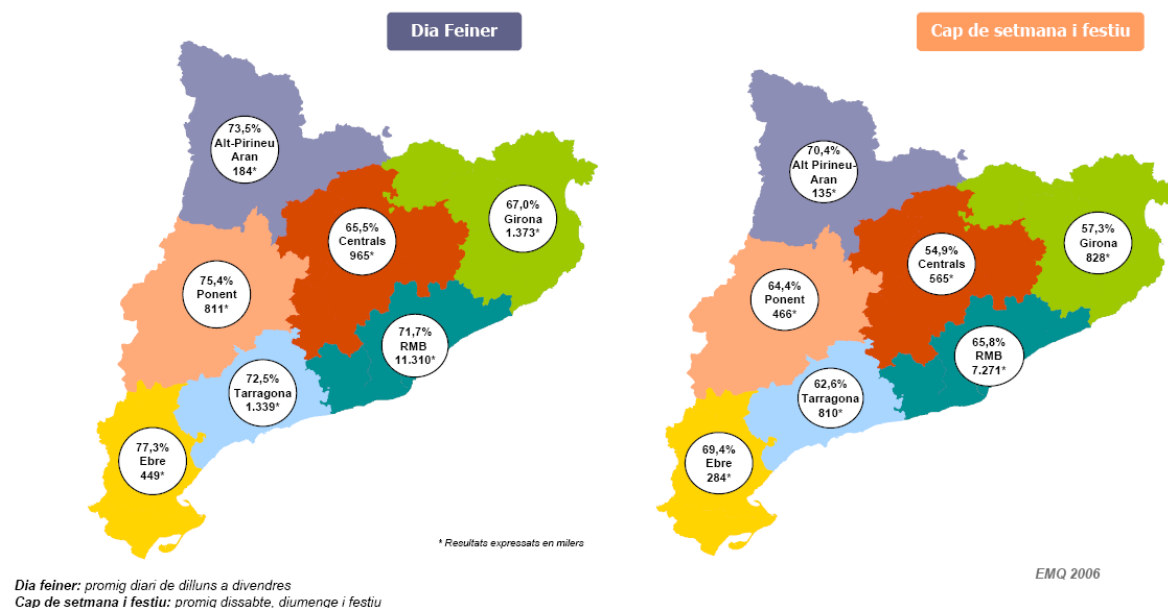 Dia Feiner
73,5%
Alt-Pirineu
Aran
184*
67,0%
Girona
1.373*
65,5%
Centrals
965*
75,4%
Ponent
811*
71,7%
RMB
11.310*
72,5%
Tarragona
1.339*
77,3%
Ebre
449*
* Resultats expressats en milers
Dia feiner: promig diari de dilluns a divendres
Cap de setmana i festiu: promig dissabte, diumenge i festiu
Cap de setmana i festiu
70,4%
Alt Pirineu-
Aran
135*
57,3%
Girona
828*
54,9%
Centrals
565*
64,4%
Ponent
466*
65,8%
RMB
7.271*
62,6%
Tarragona
810*
69,4%
Ebre
284*
EMQ 2006